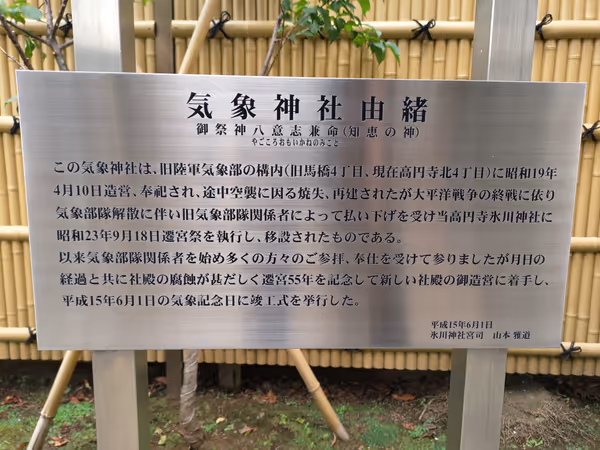 気象神社由緒
御祭神八意志兼命(知恵の神)
やごころおもいかねのみこと
この気象神社は、旧陸軍気象部の構内(旧馬橋4丁目、現在高円寺北4丁目)に昭和19年
4月10日造営、奉祀され、途中空襲に因る焼失、再建されたが大平洋戦争の終戦に依り
気象部隊解散に伴い旧気象部隊関係者によって払い下げを受け当高円寺氷川神社に
昭和23年9月18日遷宮祭を執行し、移設されたものである。
以来気象部隊関係者を始め多くの方々のご参拝、奉仕を受けて参りましたが月日の
経過と共に社殿の腐蝕が甚だしく遷宮55年を記念して新しい社殿の御造営に着手し、
平成15年6月1日の気象記念日に竣工式を挙行した。
平成15年6月1日
氷川神社宮司 山本雅道